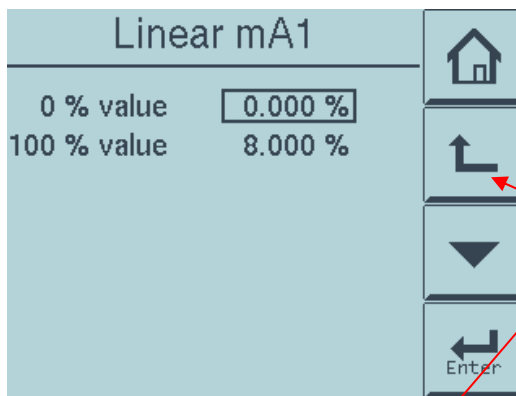 Linear mA1
0 % value 0.000 %
100 % value 8.000 %
Enter